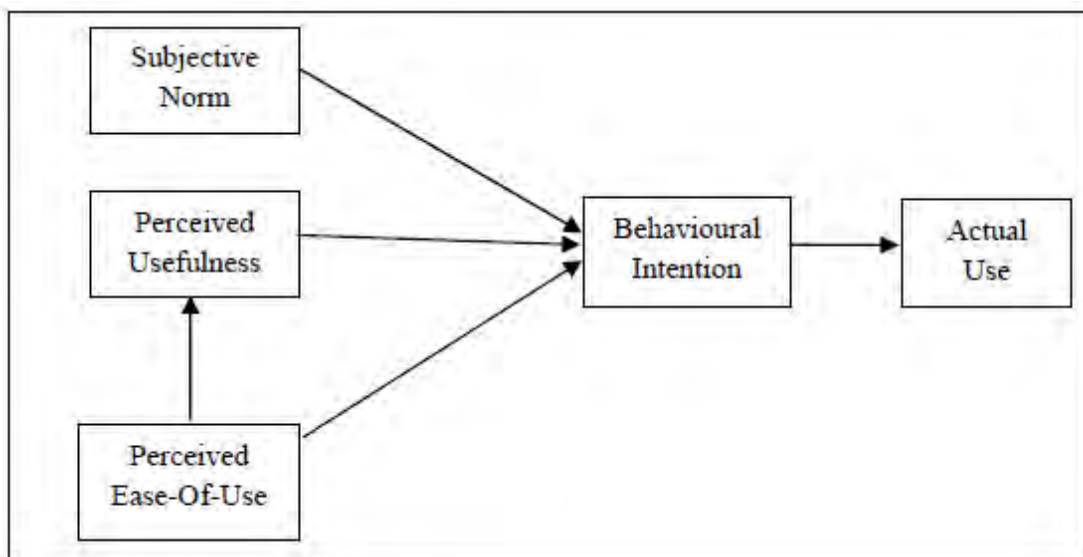 Subjective
Norm
Perceived
Usefulness
Behavioural
Intention
Actual
Use
Perceived
Ease-Of-Use